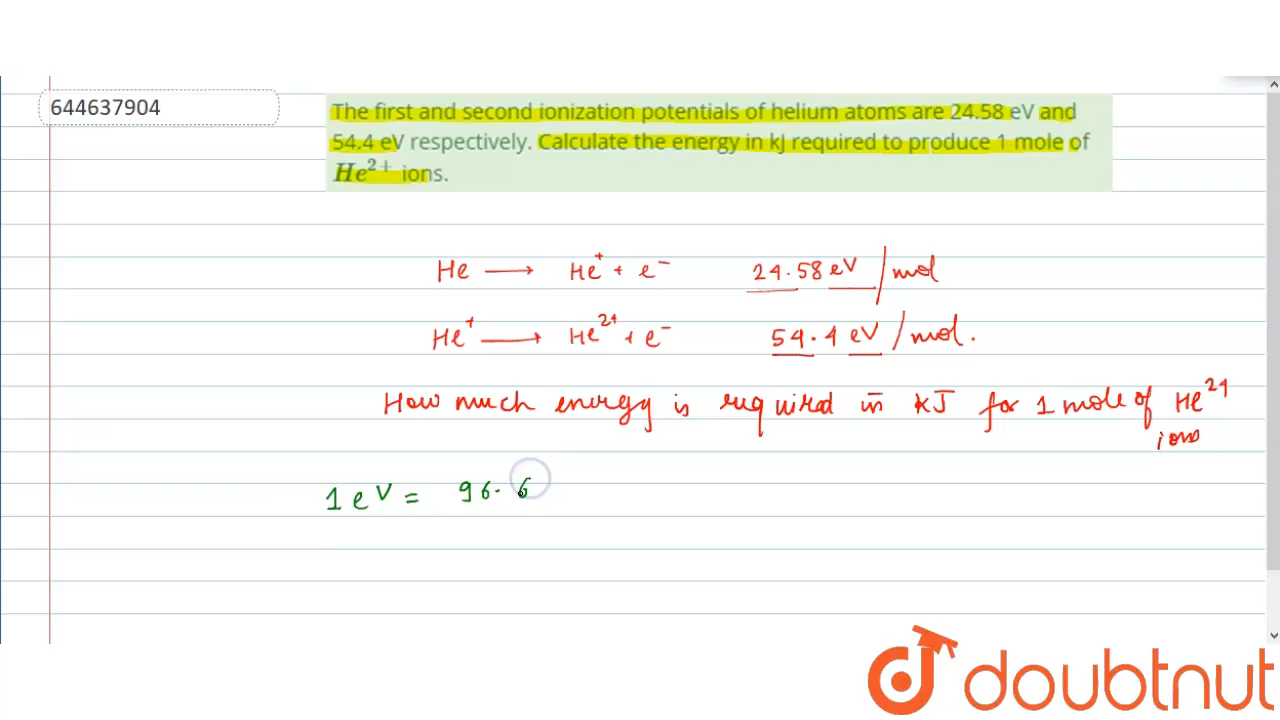 644637904
The first and second ionization potentials of helium atoms are 24.58 eV and
54.4 eV respectively. Calculate the energy in kJ required to produce 1 mole of
He²⁺ ions.
He → He⁺ + e⁻ 24.58 eV / mol
He⁺ → He²⁺ + e⁻ 54.4 eV / mol.
How much energy is required in kJ for 1 mole of He²⁺
ions
1 eV = 96.6
doubtnut